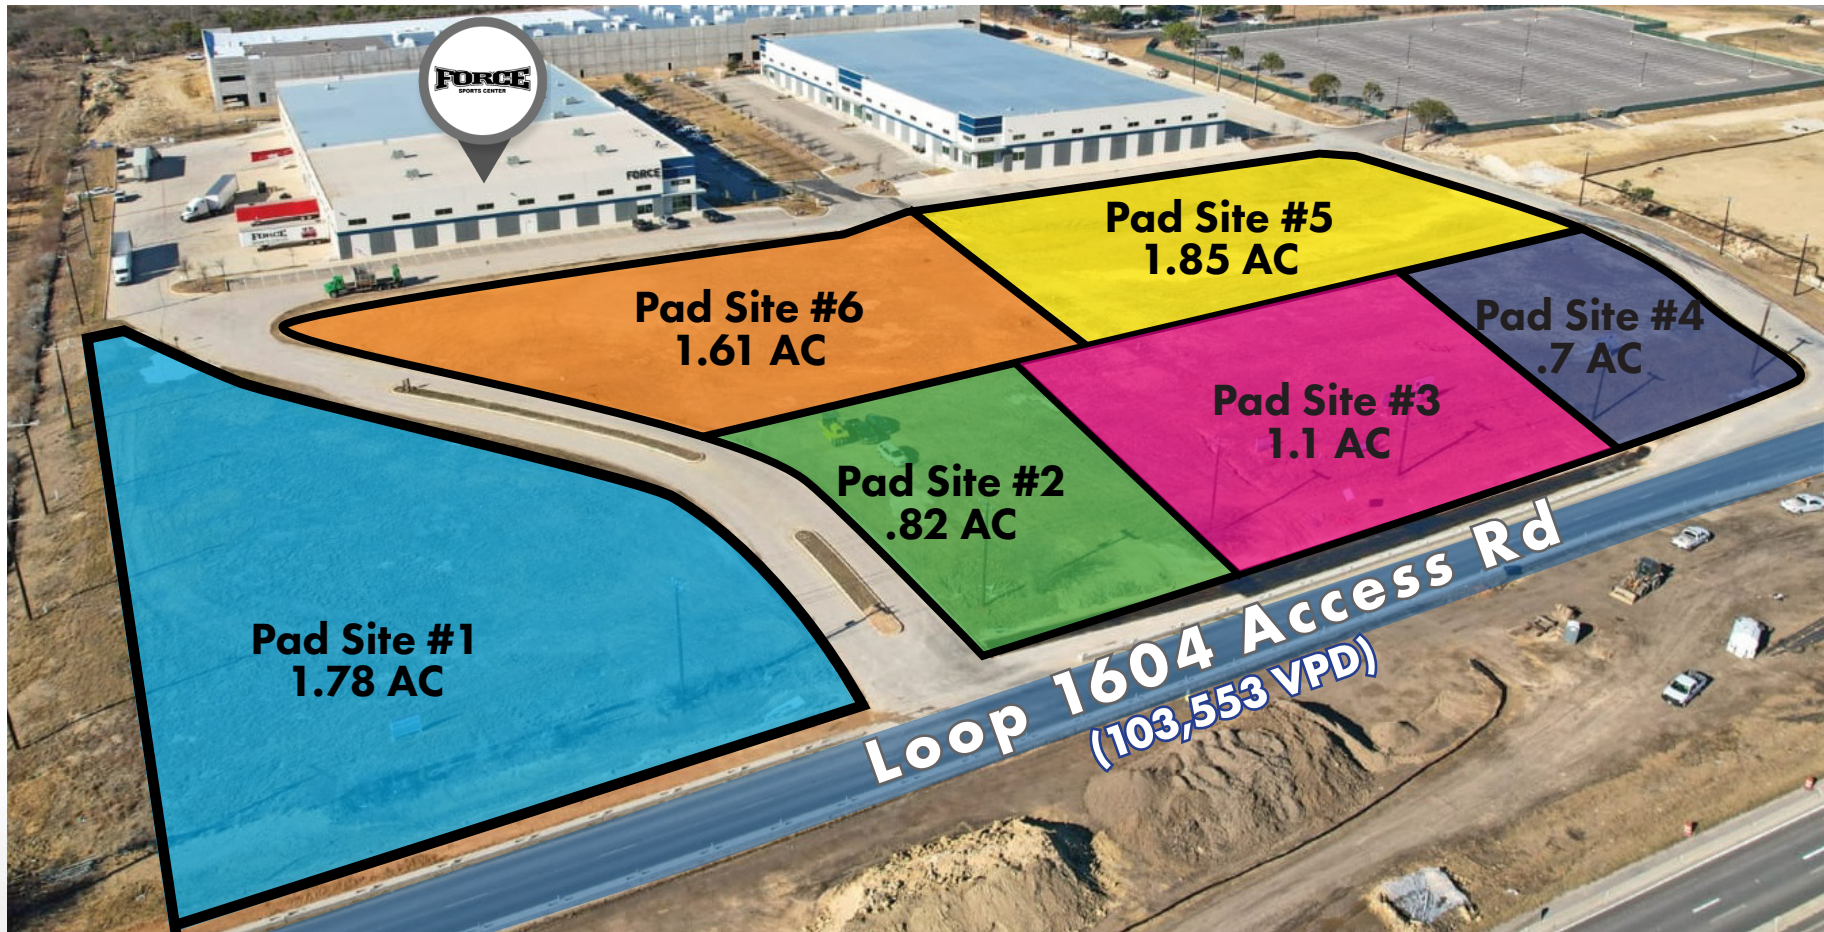 FORCE
SPORTS CENTER
FORCE
FORCE
Pad Site #5
1.85 AC
Pad Site #6
1.61 AC
Pad Site #4
.7 AC
Pad Site #3
1.1 AC
Pad Site #2
.82 AC
Pad Site #1
1.78 AC
Loop 1604 Access Rd
(103,553 VPD)